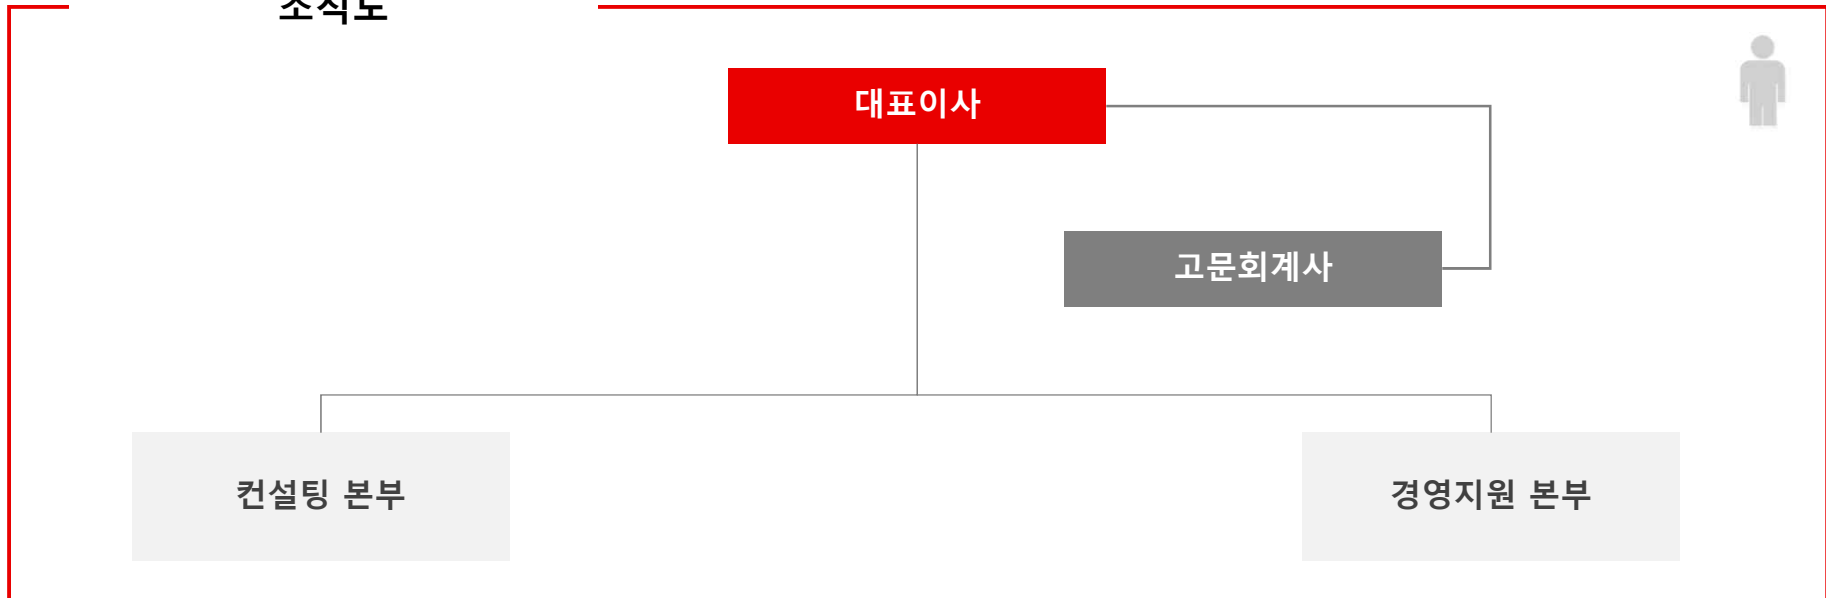 조직도
대표이사
고문회계사
컨설팅 본부
경영지원 본부